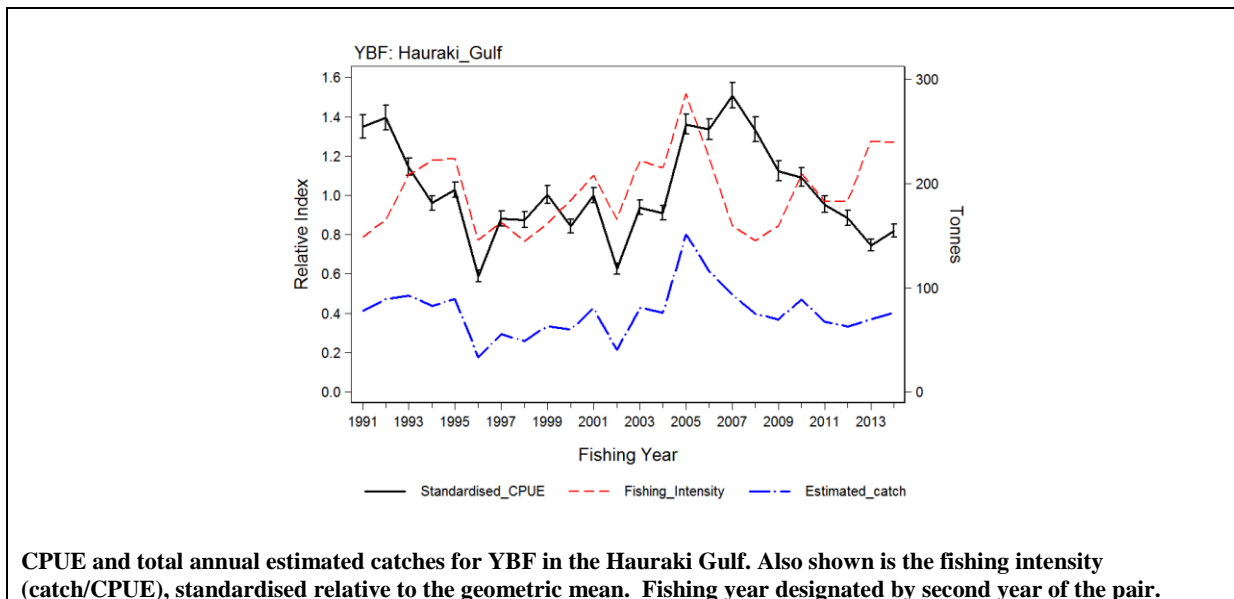 YBF: Hauraki_Gulf
1.6
1.4
1.2
1.0
0.8
0.6
0.4
0.2
0.0
Relative Index
300
200
100
0
Tonnes
1991 1993 1995 1997 1999 2001 2003 2005 2007 2009 2011 2013
Fishing Year
Standardised_CPUE Fishing_Intensity Estimated_catch
CPUE and total annual estimated catches for YBF in the Hauraki Gulf. Also shown is the fishing intensity
(catch/CPUE), standardised relative to the geometric mean. Fishing year designated by second year of the pair.